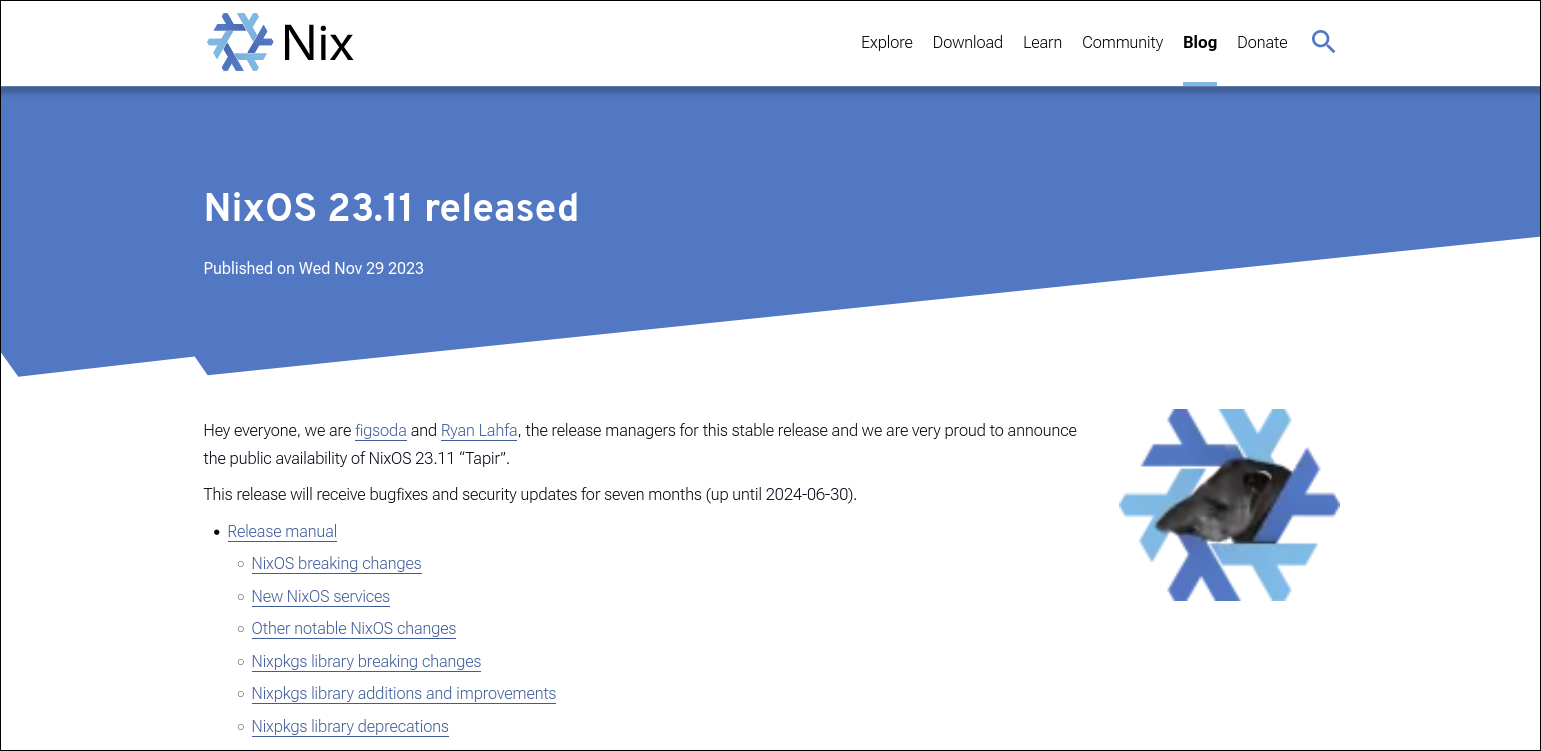 Nix
Explore Download Learn Community Blog Donate
NixOS 23.11 released
Published on Wed Nov 29 2023
Hey everyone, we are figsoda and Ryan Lahfa, the release managers for this stable release and we are very proud to announce
the public availability of NixOS 23.11 “Tapir”.
This release will receive bugfixes and security updates for seven months (up until 2024-06-30).
• Release manual
○ NixOS breaking changes
○ New NixOS services
○ Other notable NixOS changes
○ Nixpkgs library breaking changes
○ Nixpkgs library additions and improvements
○ Nixpkgs library deprecations